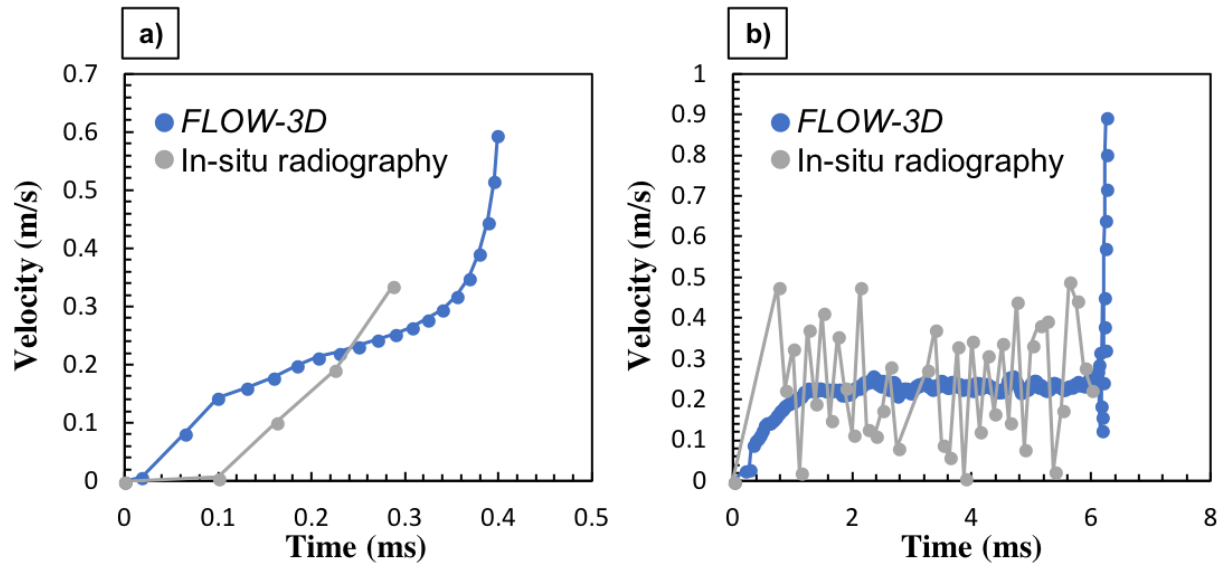 a)
0.7
0.6
0.5
0.4
0.3
0.2
0.1
0
0 0.1 0.2 0.3 0.4 0.5
Velocity (m/s)
Time (ms)
FLOW-3D
In-situ radiography
b)
1
0.9
0.8
0.7
0.6
0.5
0.4
0.3
0.2
0.1
0
0 2 4 6 8
Velocity (m/s)
Time (ms)
FLOW-3D
In-situ radiography